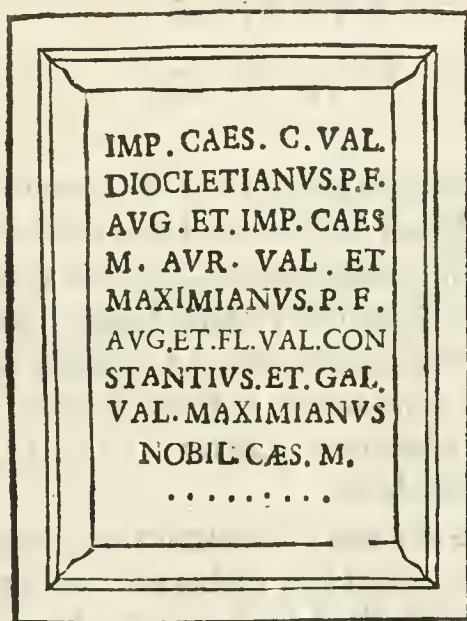 IMP. CAES. C. VAL.
DIOCLETIANVS.P.F.
AVG. ET. IMP. CAES
M. AVR. VAL. ET
MAXIMIANVS. P. F.
AVG.ET.FL.VAL.CON
STANTIVS.ET.GAL.
VAL. MAXIMIANVS
NOBIL. CÆS. M.
. . . . . . . . .